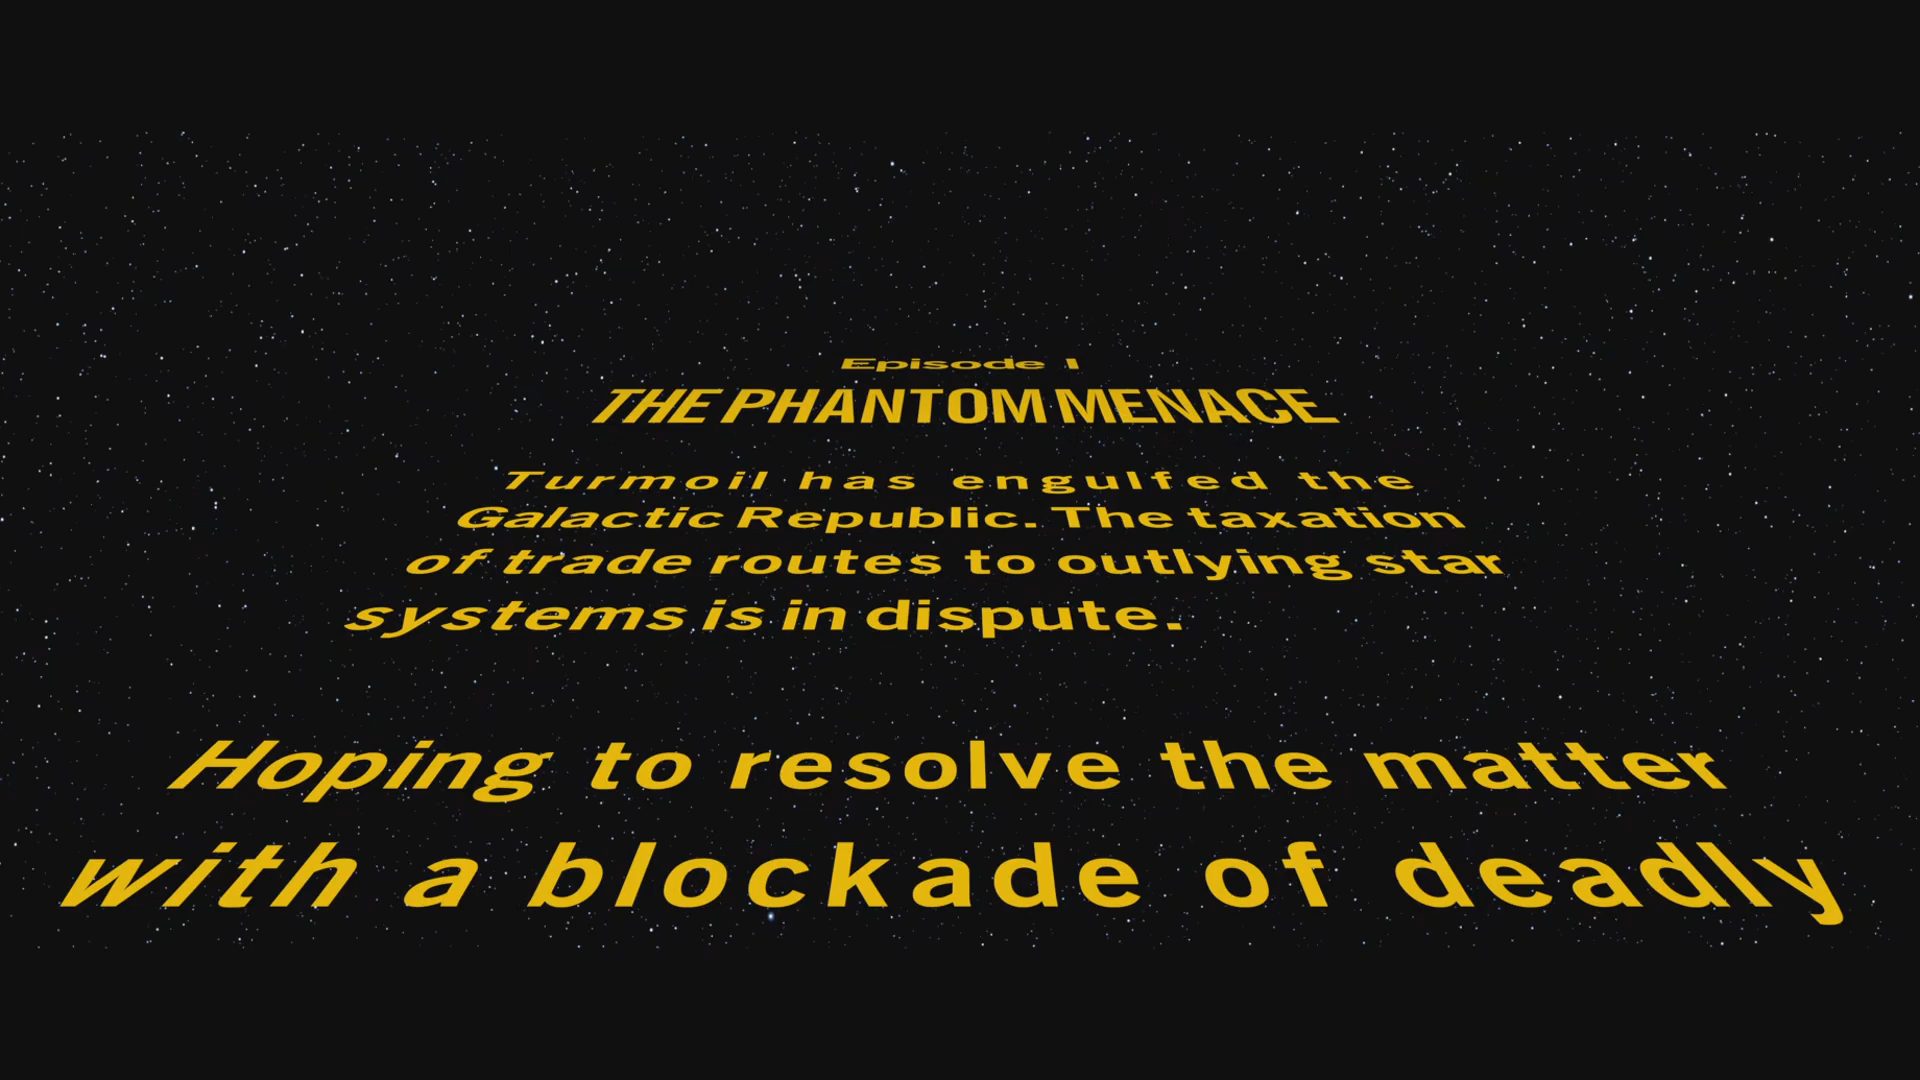 Episode I
THE PHANTOM MENACE
Turmoil has engulfed the
Galactic Republic. The taxation
of trade routes to outlying star
systems is in dispute.
Hoping to resolve the matter
with a blockade of deadly